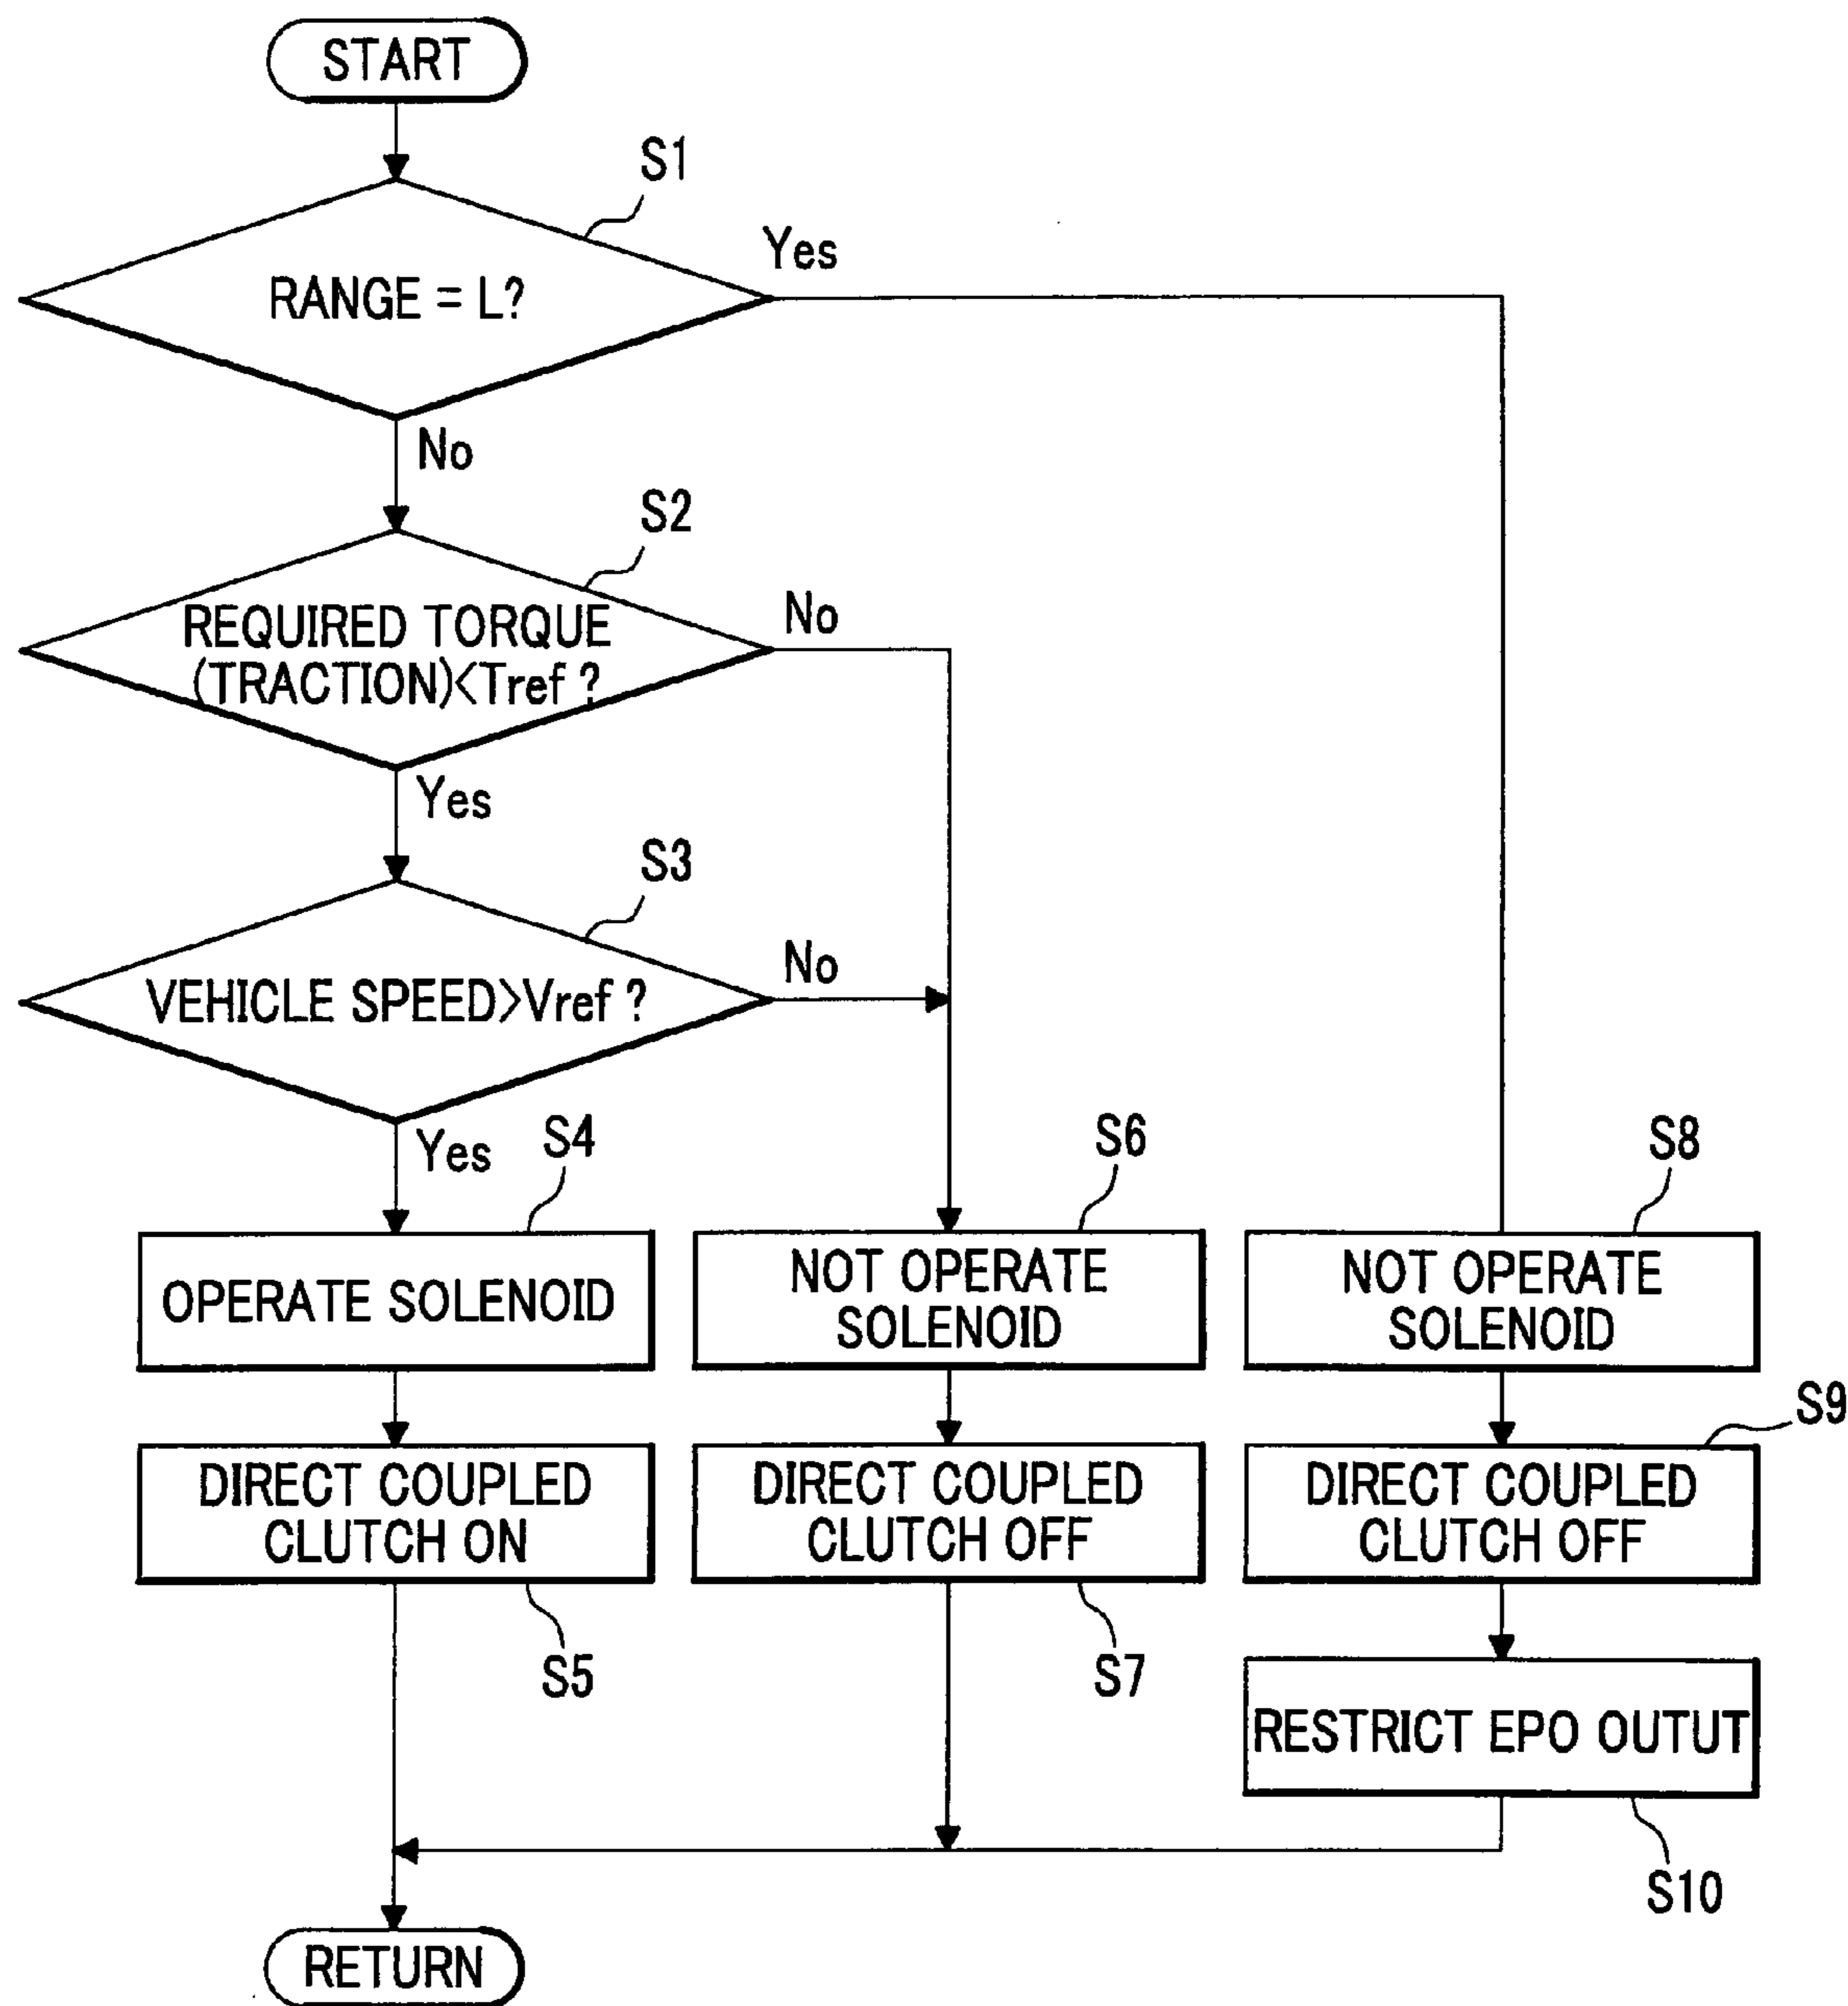 START
S1
Yes
RANGE = L?
No
S2
No
REQUIRED TORQUE
(TRACTION)<Tref ?
Yes
S3
No
VEHICLE SPEED>Vref ?
Yes
S4
S6
S8
OPERATE SOLENOID
NOT OPERATE
SOLENOID
NOT OPERATE
SOLENOID
S9
DIRECT COUPLED
CLUTCH ON
DIRECT COUPLED
CLUTCH OFF
DIRECT COUPLED
CLUTCH OFF
S5
S7
RESTRICT EPO OUTUT
S10
RETURN